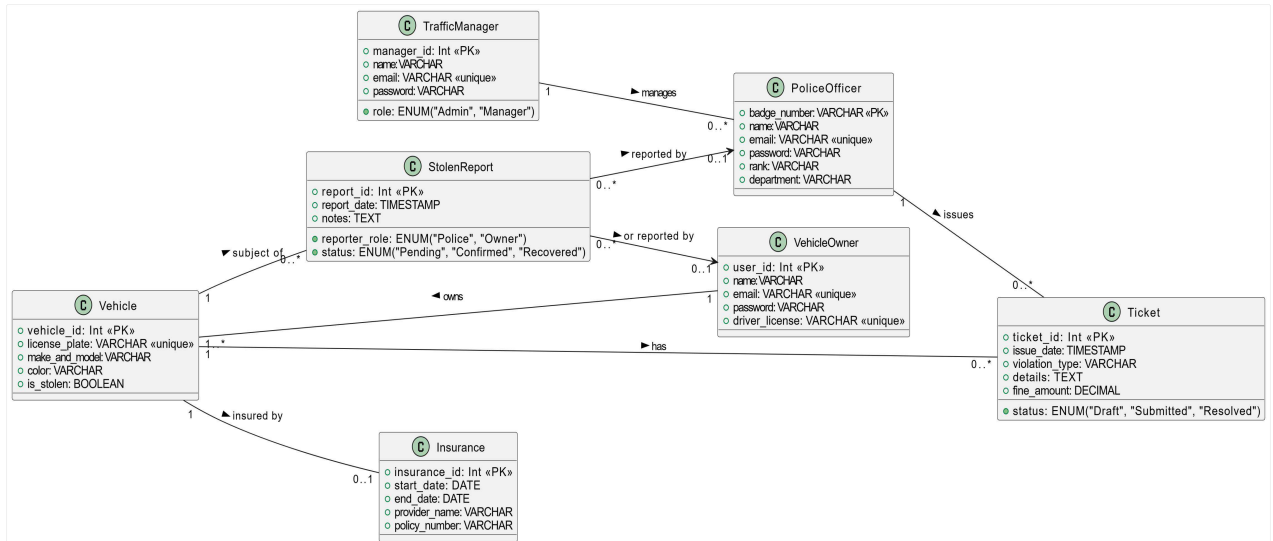 C TrafficManager
manager_id: Int «PK»
name: VARCHAR
email: VARCHAR «unique»
password: VARCHAR
role: ENUM("Admin", "Manager")
1
manages
0..*
C PoliceOfficer
badge_number: VARCHAR «PK»
name: VARCHAR
email: VARCHAR «unique»
password: VARCHAR
rank: VARCHAR
department: VARCHAR
C StolenReport
report_id: Int «PK»
report_date: TIMESTAMP
notes: TEXT
reporter_role: ENUM("Police", "Owner")
status: ENUM("Pending", "Confirmed", "Recovered")
reported by
0..*
0..1
or reported by
0..*
0..1
1
issues
0..*
subject of
0..*
1
C VehicleOwner
user_id: Int «PK»
name: VARCHAR
email: VARCHAR «unique»
password: VARCHAR
driver_license: VARCHAR «unique»
C Vehicle
vehicle_id: Int «PK»
license_plate: VARCHAR «unique»
make_and_model: VARCHAR
color: VARCHAR
is_stolen: BOOLEAN
owns
1
1..*
1
has
0..*
C Ticket
ticket_id: Int «PK»
issue_date: TIMESTAMP
violation_type: VARCHAR
details: TEXT
fine_amount: DECIMAL
status: ENUM("Draft", "Submitted", "Resolved")
1
insured by
0..1
C Insurance
insurance_id: Int «PK»
start_date: DATE
end_date: DATE
provider_name: VARCHAR
policy_number: VARCHAR